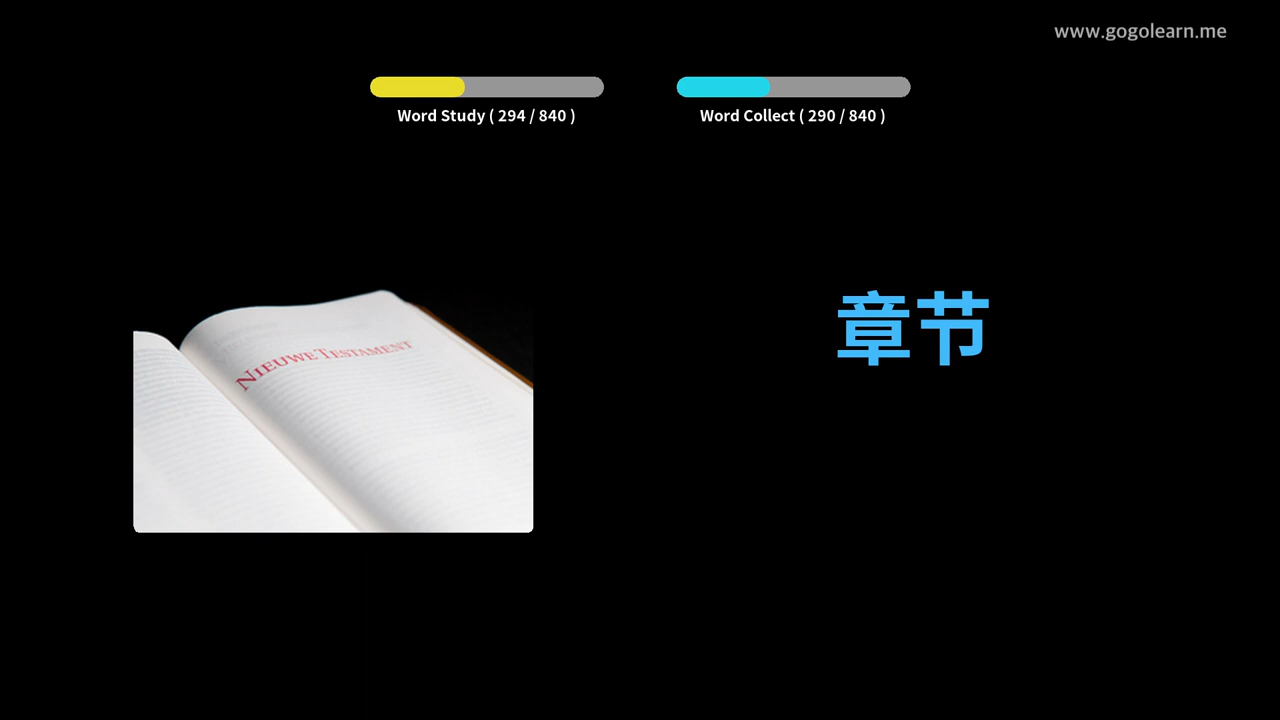 www.gogolearn.me
Word Study ( 294 / 840 )
Word Collect ( 290 / 840 )
NIEUWE TESTAMENT
章节